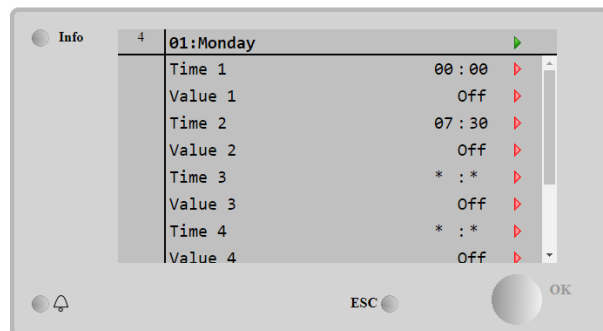 Info
4 01:Monday
Time 1 00:00
Value 1 Off
Time 2 07:30
Value 2 Off
Time 3 * :*
Value 3 Off
Time 4 * :*
Value 4 Off
ESC
OK